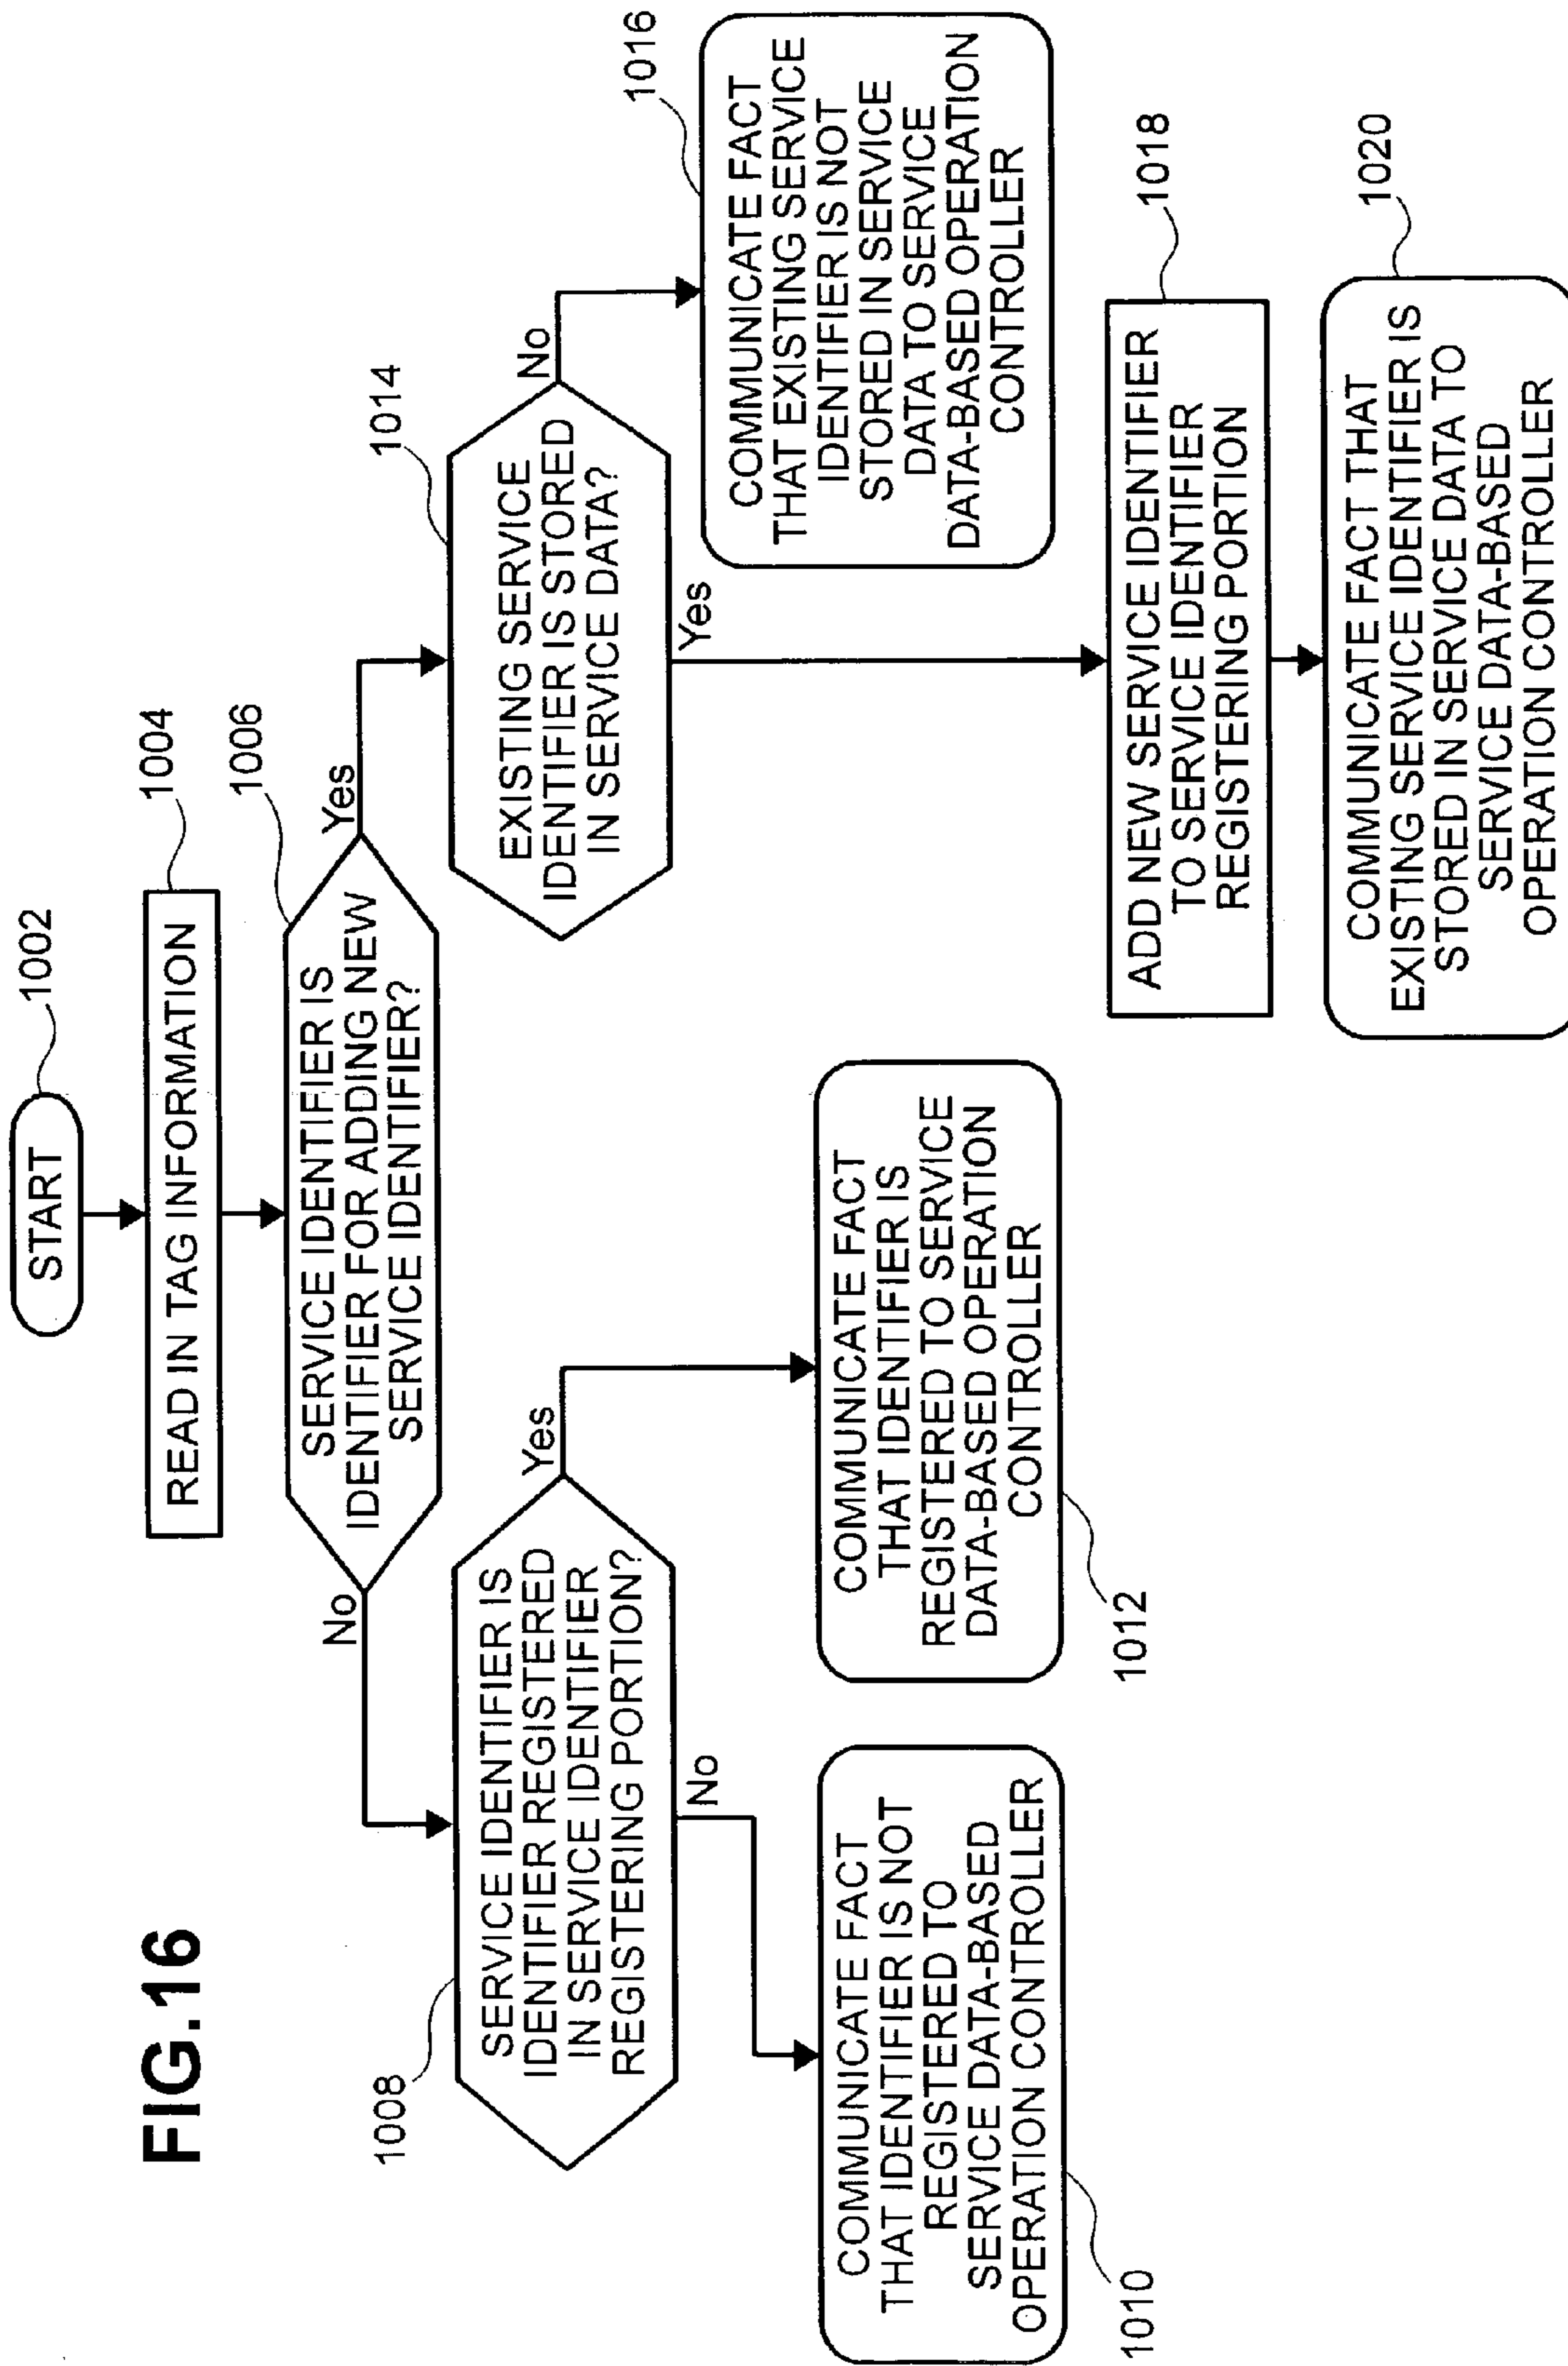 FIG.16
START
1002
READ IN TAG INFORMATION
1004
SERVICE IDENTIFIER IS
IDENTIFIER FOR ADDING NEW
SERVICE IDENTIFIER?
1006
No
Yes
1008
SERVICE IDENTIFIER IS
IDENTIFIER REGISTERED
IN SERVICE IDENTIFIER
REGISTERING PORTION?
Yes
No
EXISTING SERVICE
IDENTIFIER IS STORED
IN SERVICE DATA?
1014
No
Yes
COMMUNICATE FACT
THAT IDENTIFIER IS NOT
REGISTERED TO
SERVICE DATA-BASED
OPERATION CONTROLLER
1010
COMMUNICATE FACT
THAT IDENTIFIER IS
REGISTERED TO SERVICE
DATA-BASED OPERATION
CONTROLLER
1012
COMMUNICATE FACT
THAT EXISTING SERVICE
IDENTIFIER IS NOT
STORED IN SERVICE
DATA TO SERVICE
DATA-BASED OPERATION
CONTROLLER
1016
ADD NEW SERVICE IDENTIFIER
TO SERVICE IDENTIFIER
REGISTERING PORTION
1018
COMMUNICATE FACT THAT
EXISTING SERVICE IDENTIFIER IS
STORED IN SERVICE DATA TO
SERVICE DATA-BASED
OPERATION CONTROLLER
1020